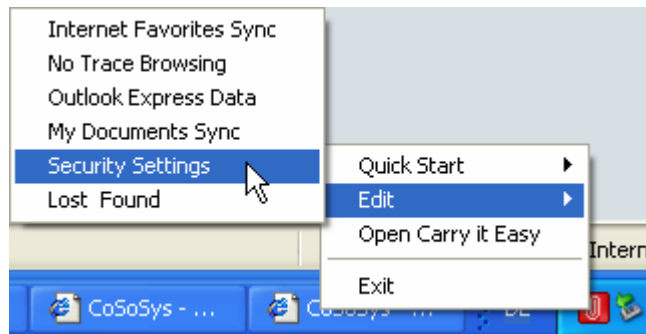 Internet Favorites Sync
No Trace Browsing
Outlook Express Data
My Documents Sync
Security Settings
Lost Found
Quick Start
Edit
Open Carry it Easy
Exit
Intern
CoSoSys - ...